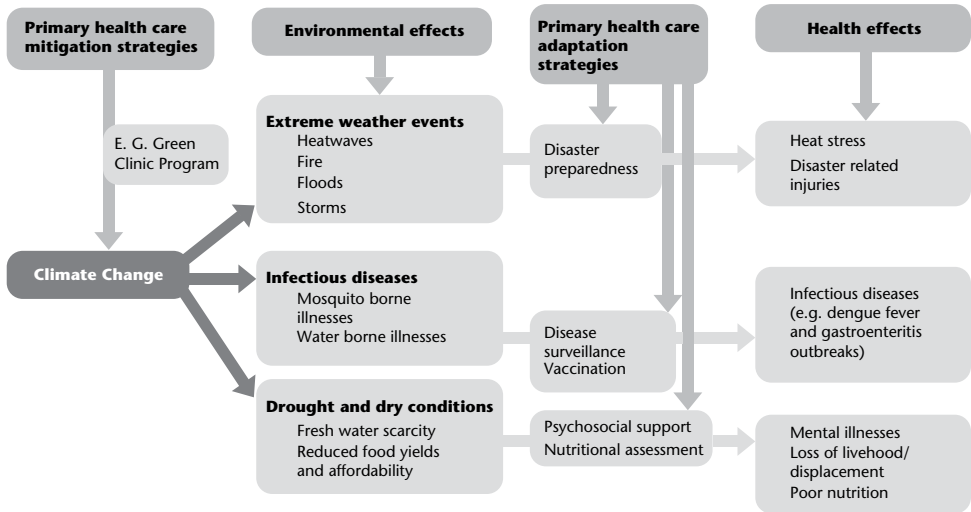 Primary health care
mitigation strategies
E. G. Green
Clinic Program
Climate Change
Environmental effects
Extreme weather events
Heatwaves
Fire
Floods
Storms
Infectious diseases
Mosquito borne
illnesses
Water borne illnesses
Drought and dry conditions
Fresh water scarcity
Reduced food yields
and affordability
Primary health care
adaptation
strategies
Disaster
preparedness
Disease
surveillance
Vaccination
Psychosocial support
Nutritional assessment
Health effects
Heat stress
Disaster related
injuries
Infectious diseases
(e.g. dengue fever
and gastroenteritis
outbreaks)
Mental illnesses
Loss of livehood/
displacement
Poor nutrition